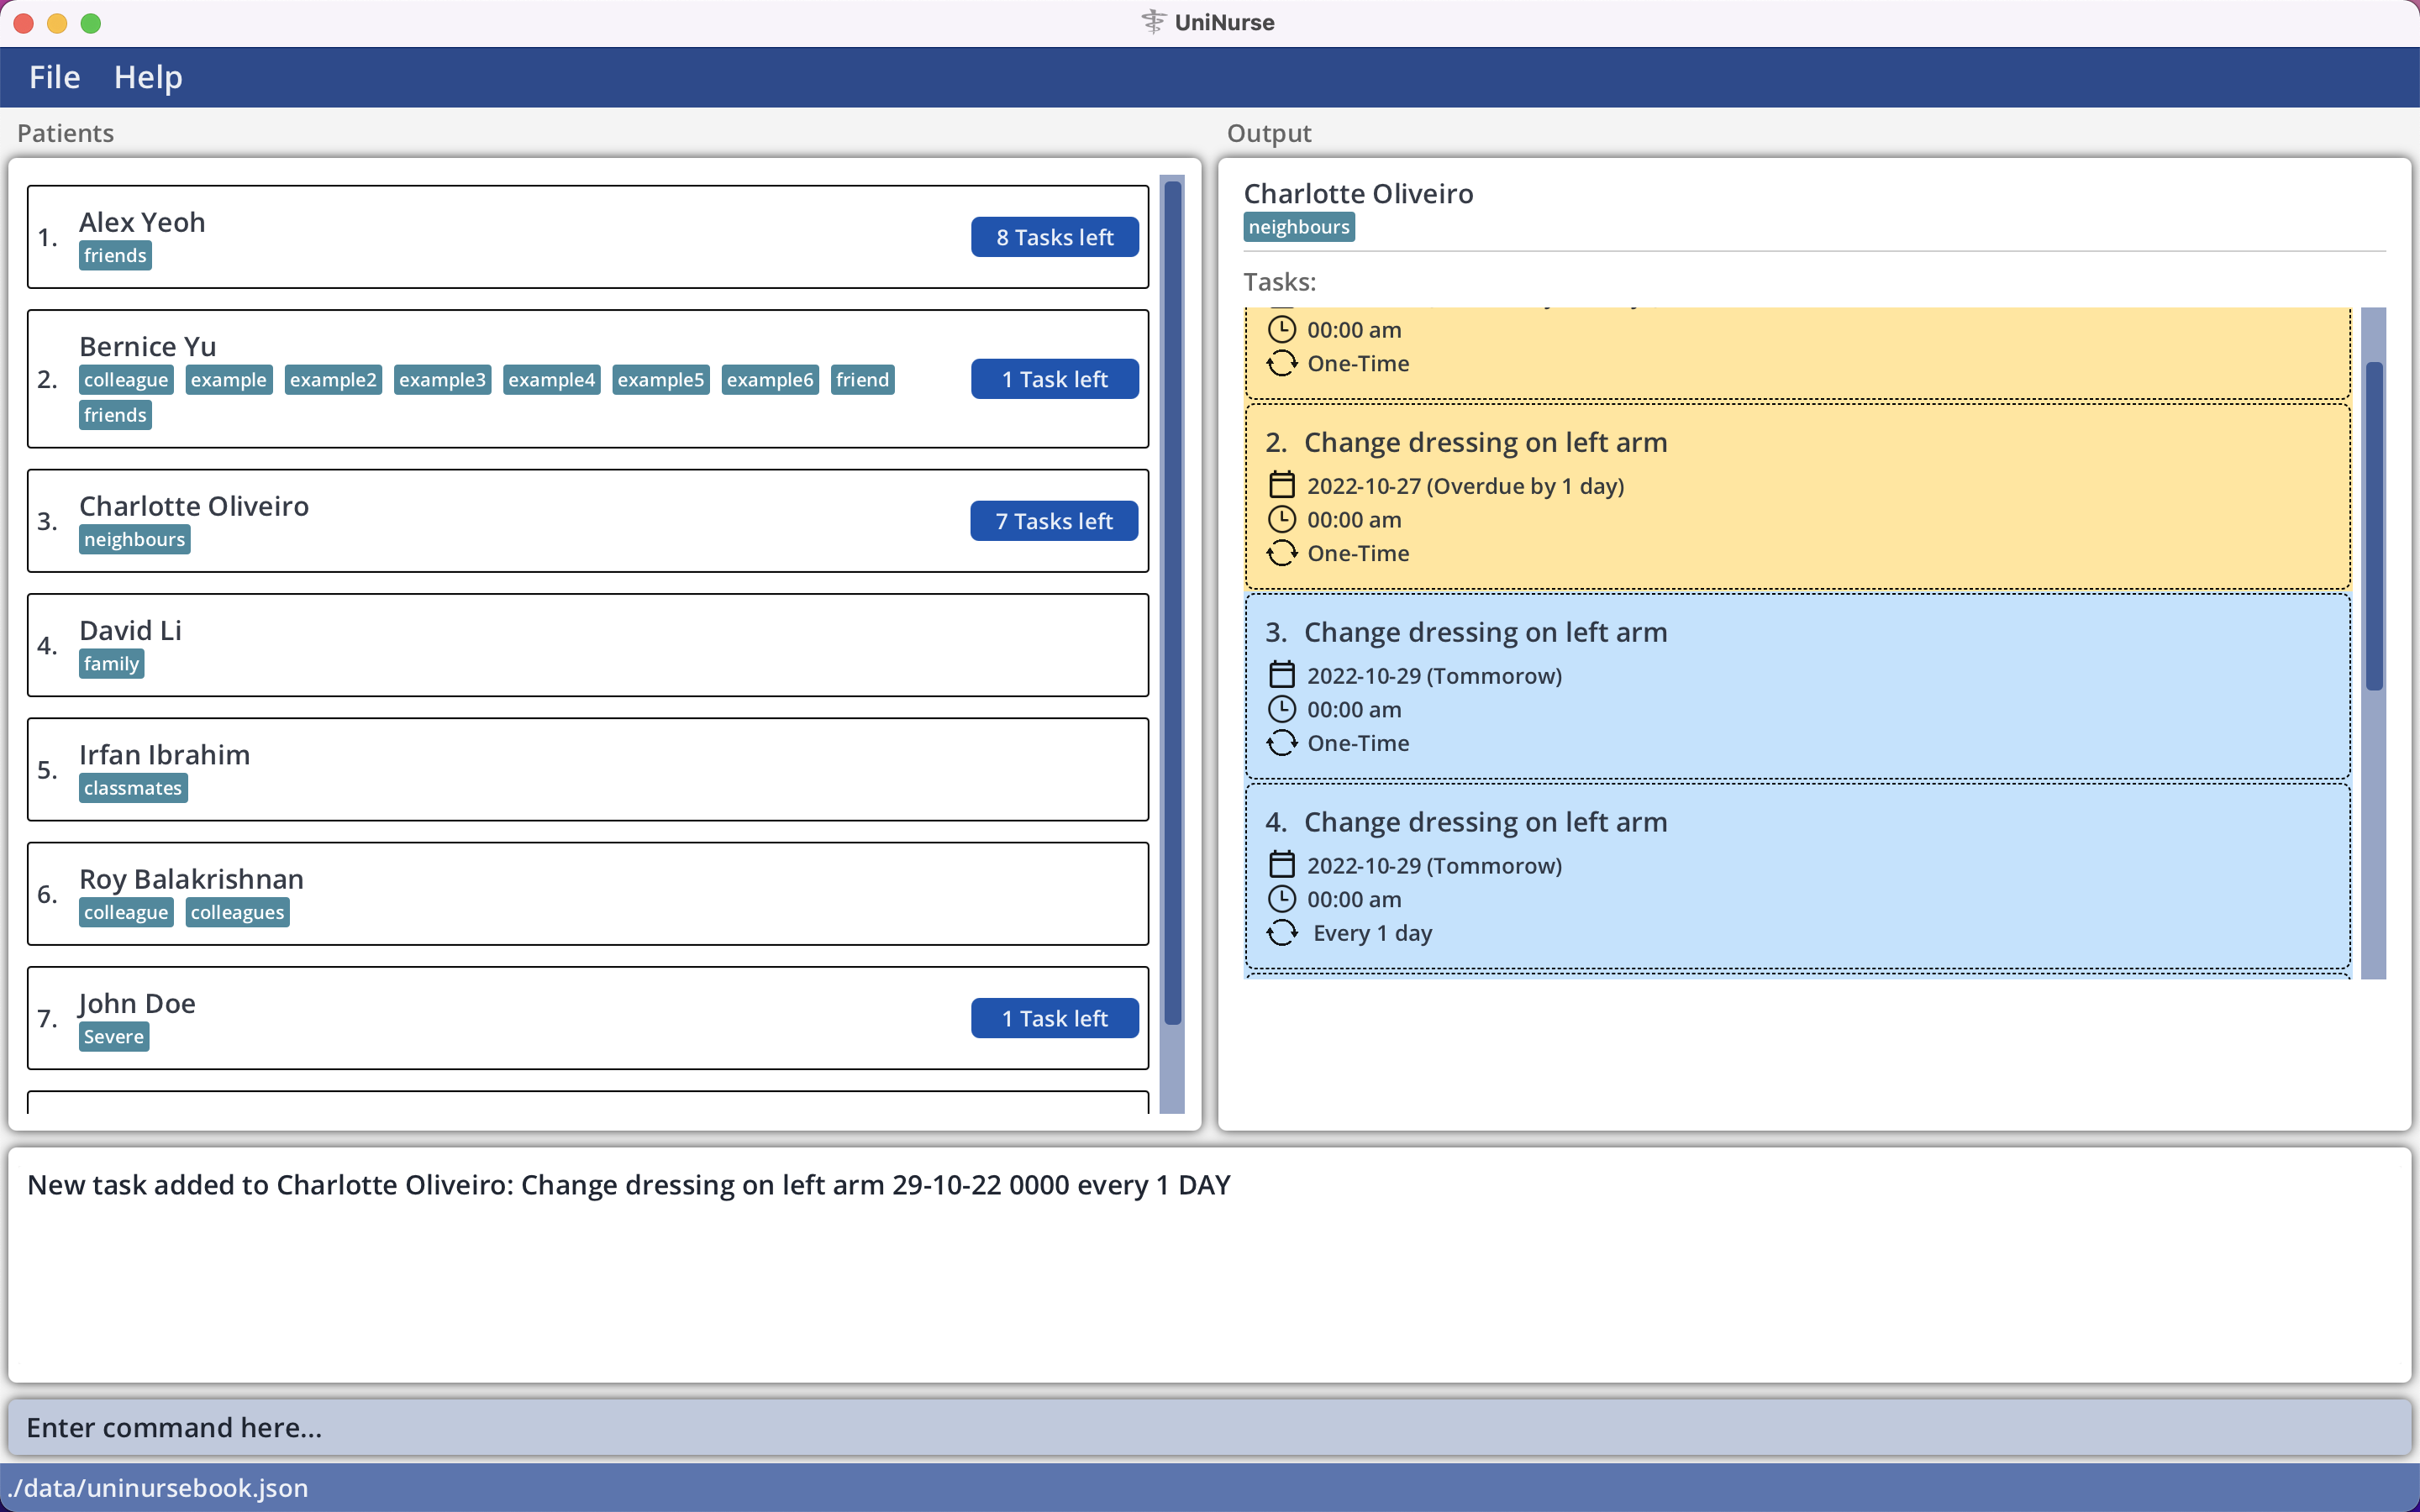 UniNurse
File Help
Patients
1. Alex Yeoh
friends
8 Tasks left
2. Bernice Yu
colleague example example2 example3 example4 example5 example6 friend
friends
1 Task left
3. Charlotte Oliveiro
neighbours
7 Tasks left
4. David Li
family
5. Irfan Ibrahim
classmates
6. Roy Balakrishnan
colleague colleagues
7. John Doe
Severe
1 Task left
Output
Charlotte Oliveiro
neighbours
Tasks:
00:00 am
One-Time
2. Change dressing on left arm
2022-10-27 (Overdue by 1 day)
00:00 am
One-Time
3. Change dressing on left arm
2022-10-29 (Tommorow)
00:00 am
One-Time
4. Change dressing on left arm
2022-10-29 (Tommorow)
00:00 am
Every 1 day
New task added to Charlotte Oliveiro: Change dressing on left arm 29-10-22 0000 every 1 DAY
Enter command here...
./data/uninursebook.json